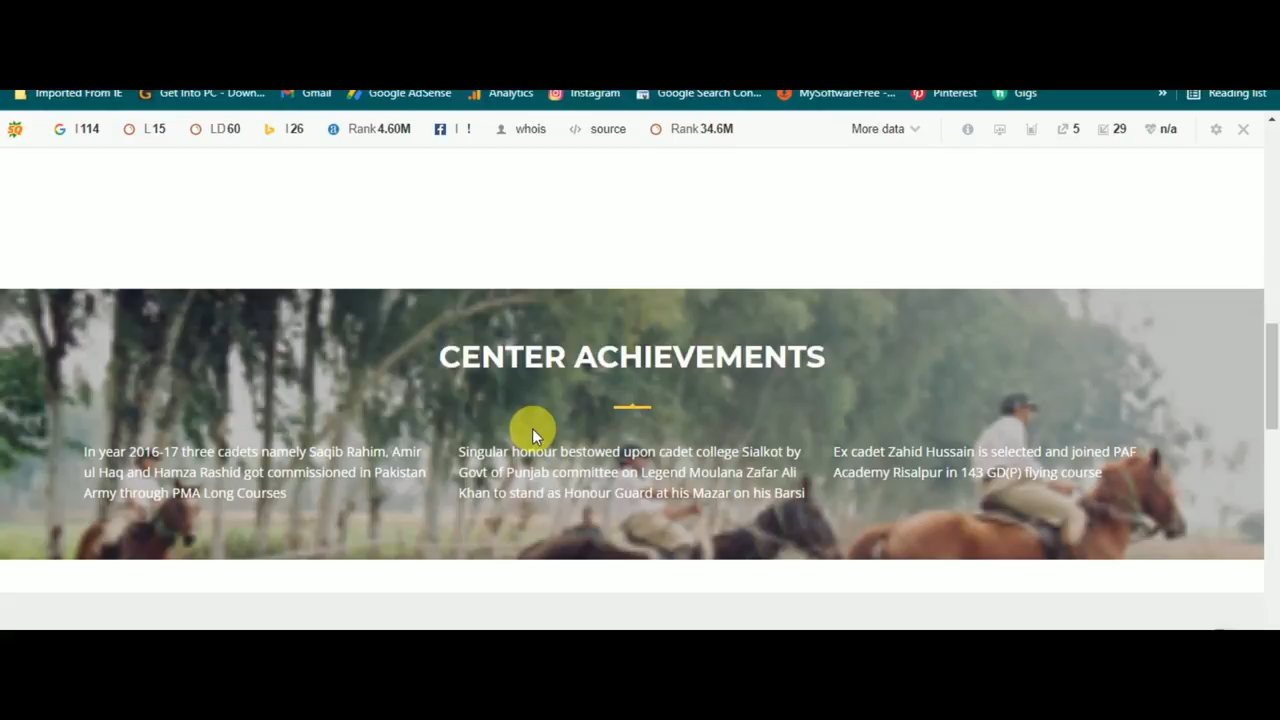 Imported From IE Get Into PC - Down... Gmail Google AdSense Analytics Instagram Google Search Con... MySoftwareFree -... Pinterest Gigs » Reading list
SQ I 114 L 15 LD 60 I 26 Rank 4.60M I ! whois source Rank 34.6M More data 5 29 n/a
CENTER ACHIEVEMENTS
In year 2016-17 three cadets namely Saqib Rahim, Amir
ul Haq and Hamza Rashid got commissioned in Pakistan
Army through PMA Long Courses
Singular honour bestowed upon cadet college Sialkot by
Govt of Punjab committee on Legend Moulana Zafar Ali
Khan to stand as Honour Guard at his Mazar on his Barsi
Ex cadet Zahid Hussain is selected and joined PAF
Academy Risalpur in 143 GD(P) flying course